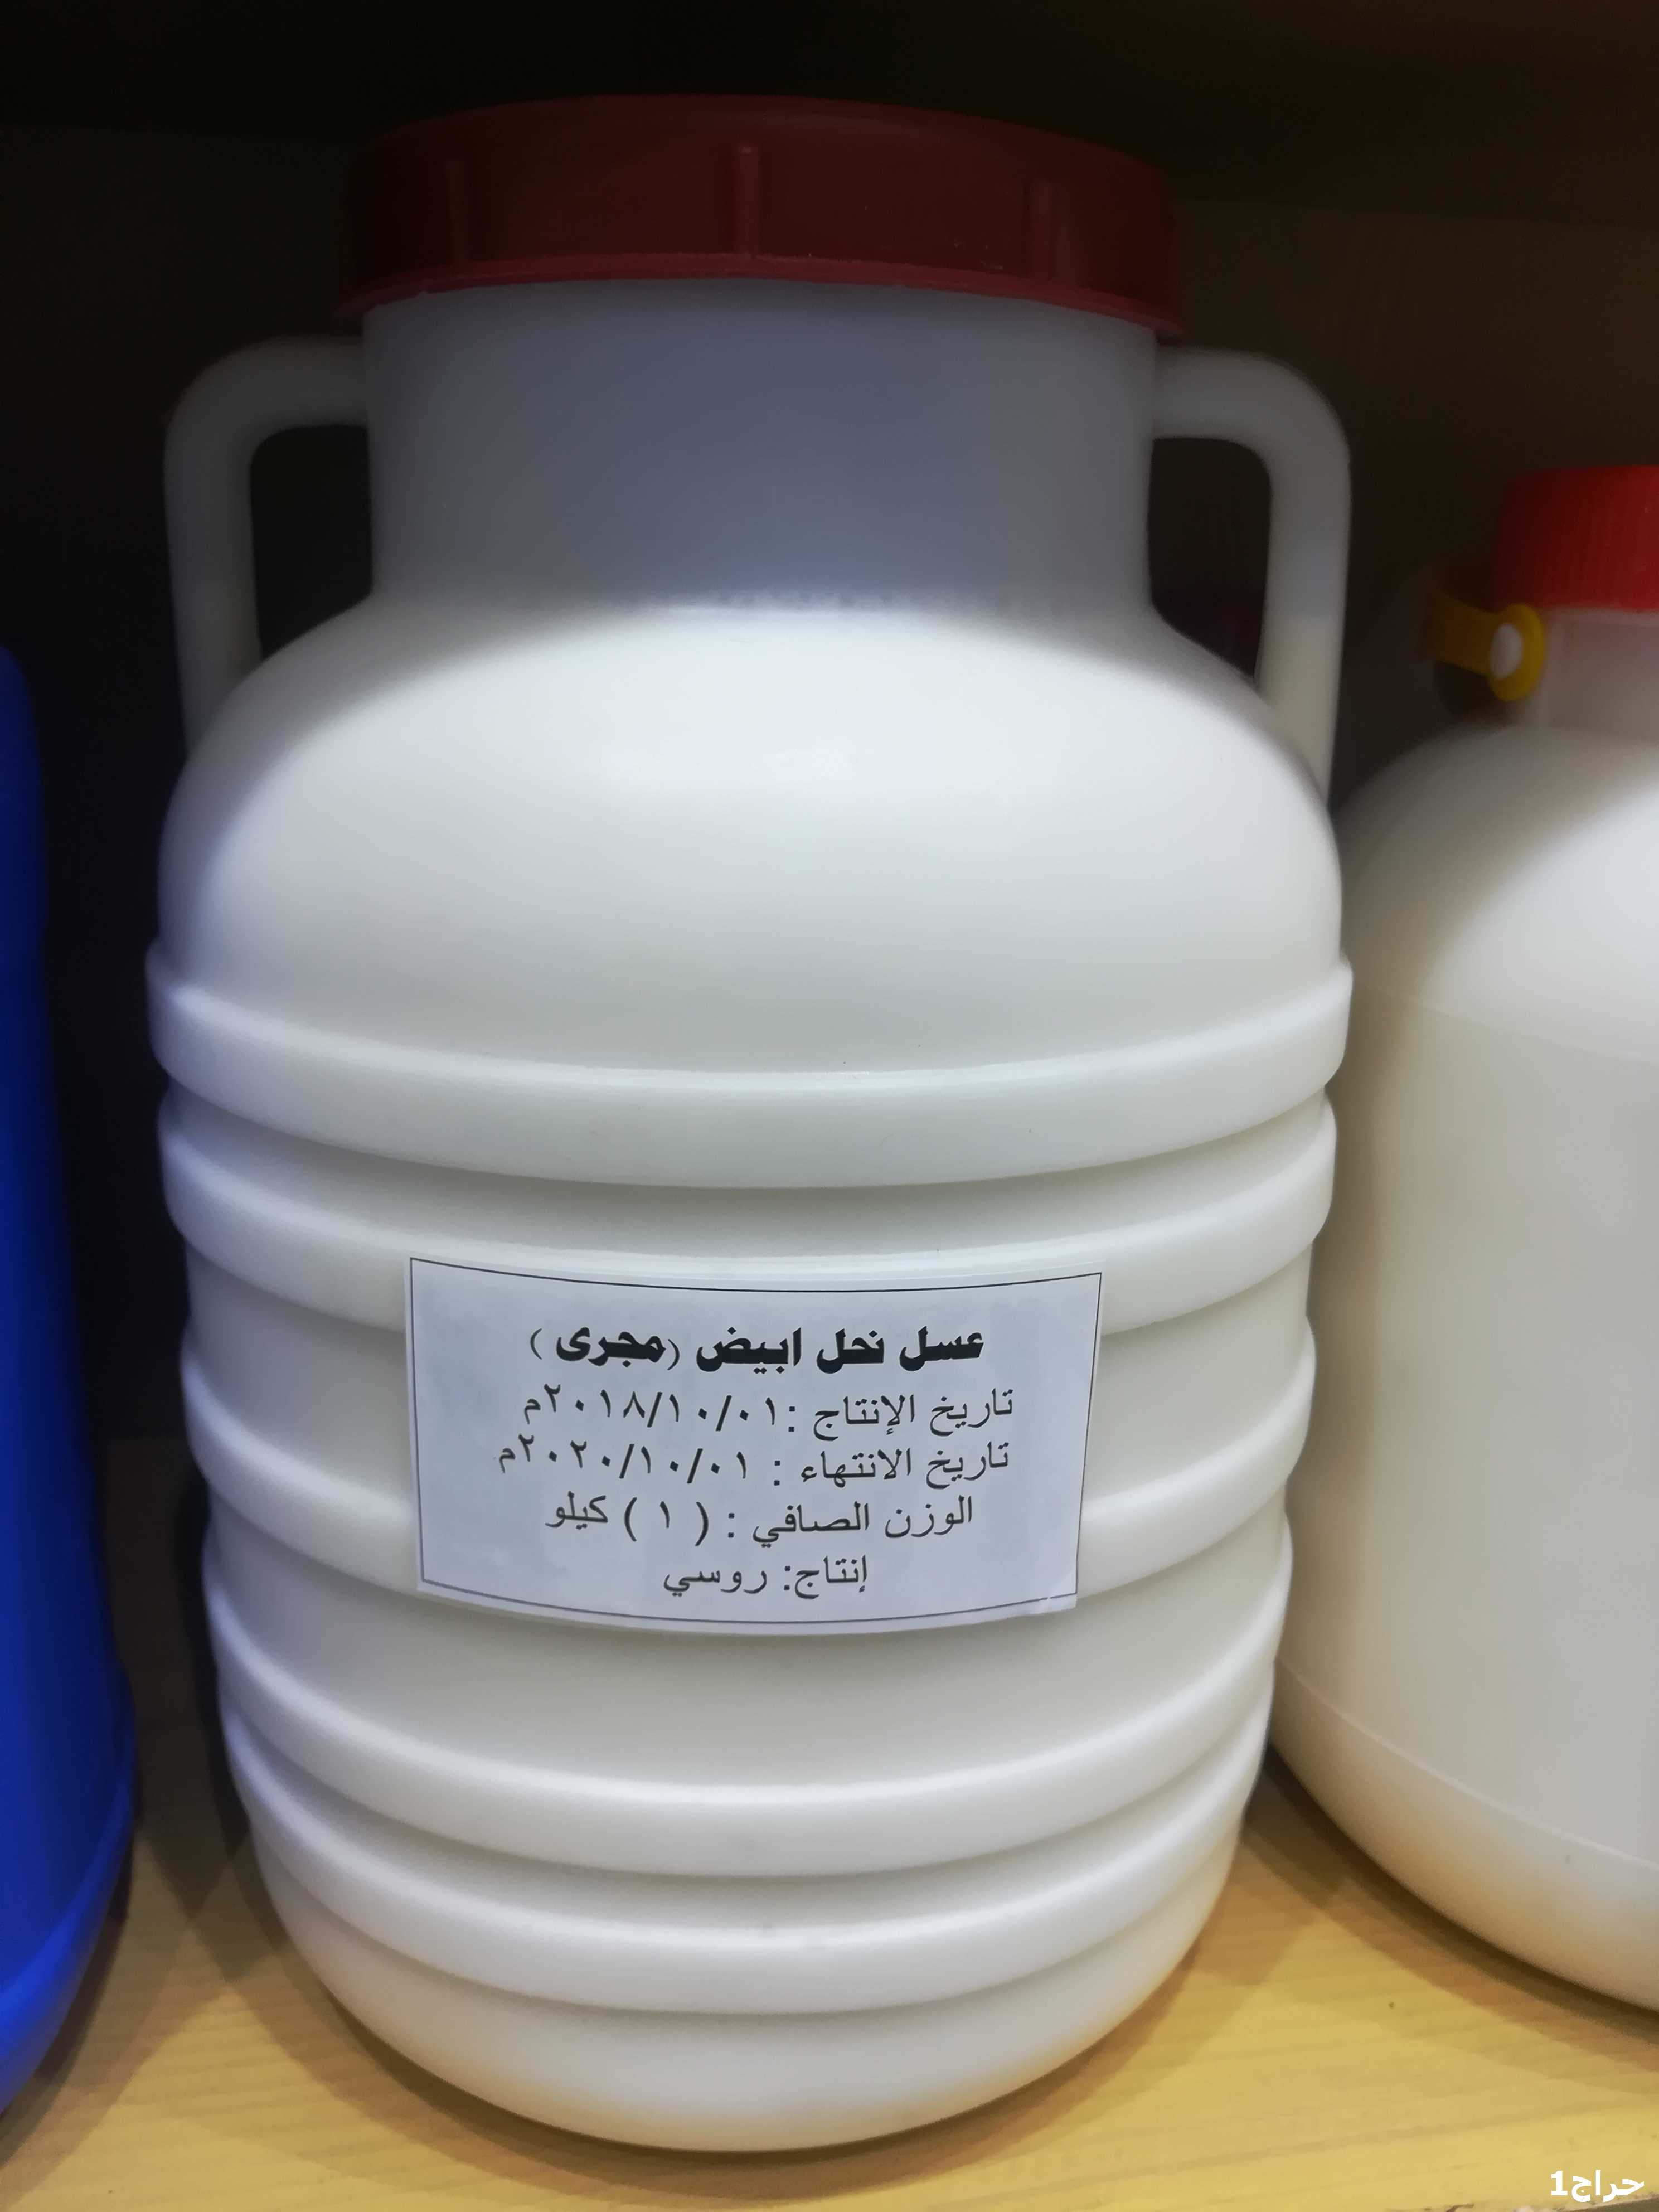 عسل نحل ابيض (مجرى )
تاريخ الإنتاج :٢٠١٨/١٠/٠١م
تاريخ الانتهاء : ٢٠٢٠/١٠/٠١م
الوزن الصافي : ( ١ ) كيلو
إنتاج: روسي
حراج1